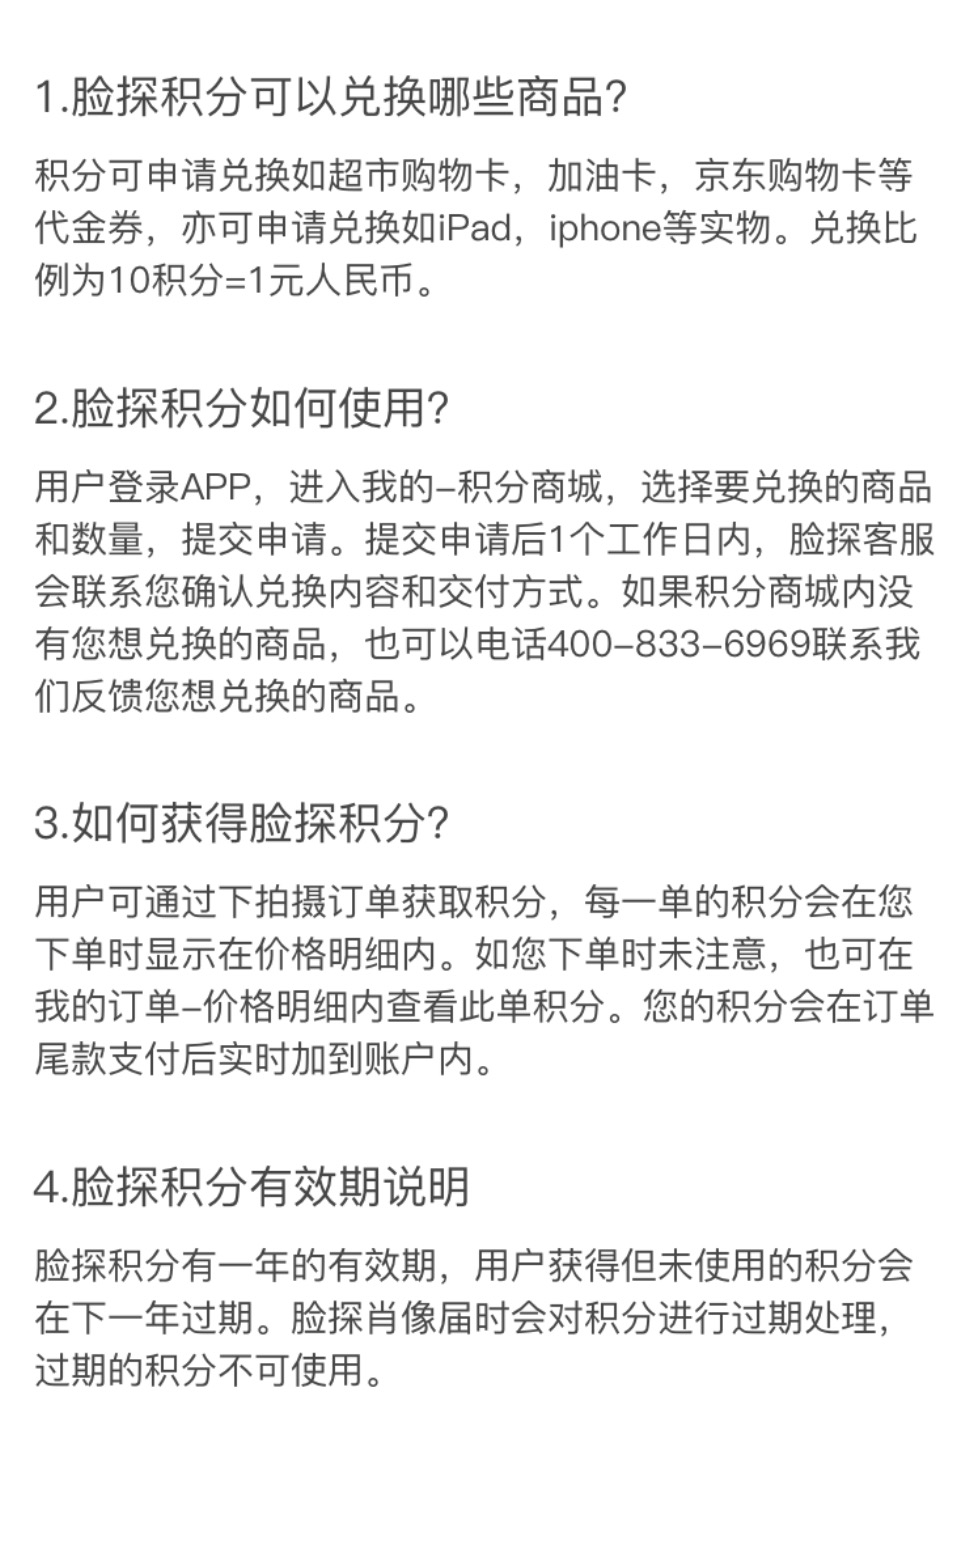 1.脸探积分可以兑换哪些商品?
积分可申请兑换如超市购物卡，加油卡，京东购物卡等
代金券，亦可申请兑换如iPad，iphone等实物。兑换比
例为10积分=1元人民币。
2.脸探积分如何使用?
用户登录APP，进入我的–积分商城，选择要兑换的商品
和数量，提交申请。提交申请后1个工作日内，脸探客服
会联系您确认兑换内容和交付方式。如果积分商城内没
有您想兑换的商品，也可以电话400–833–6969联系我
们反馈您想兑换的商品。
3.如何获得脸探积分?
用户可通过下拍摄订单获取积分，每一单的积分会在您
下单时显示在价格明细内。如您下单时未注意，也可在
我的订单–价格明细内查看此单积分。您的积分会在订单
尾款支付后实时加到账户内。
4.脸探积分有效期说明
脸探积分有一年的有效期，用户获得但未使用的积分会
在下一年过期。脸探肖像届时会对积分进行过期处理，
过期的积分不可使用。